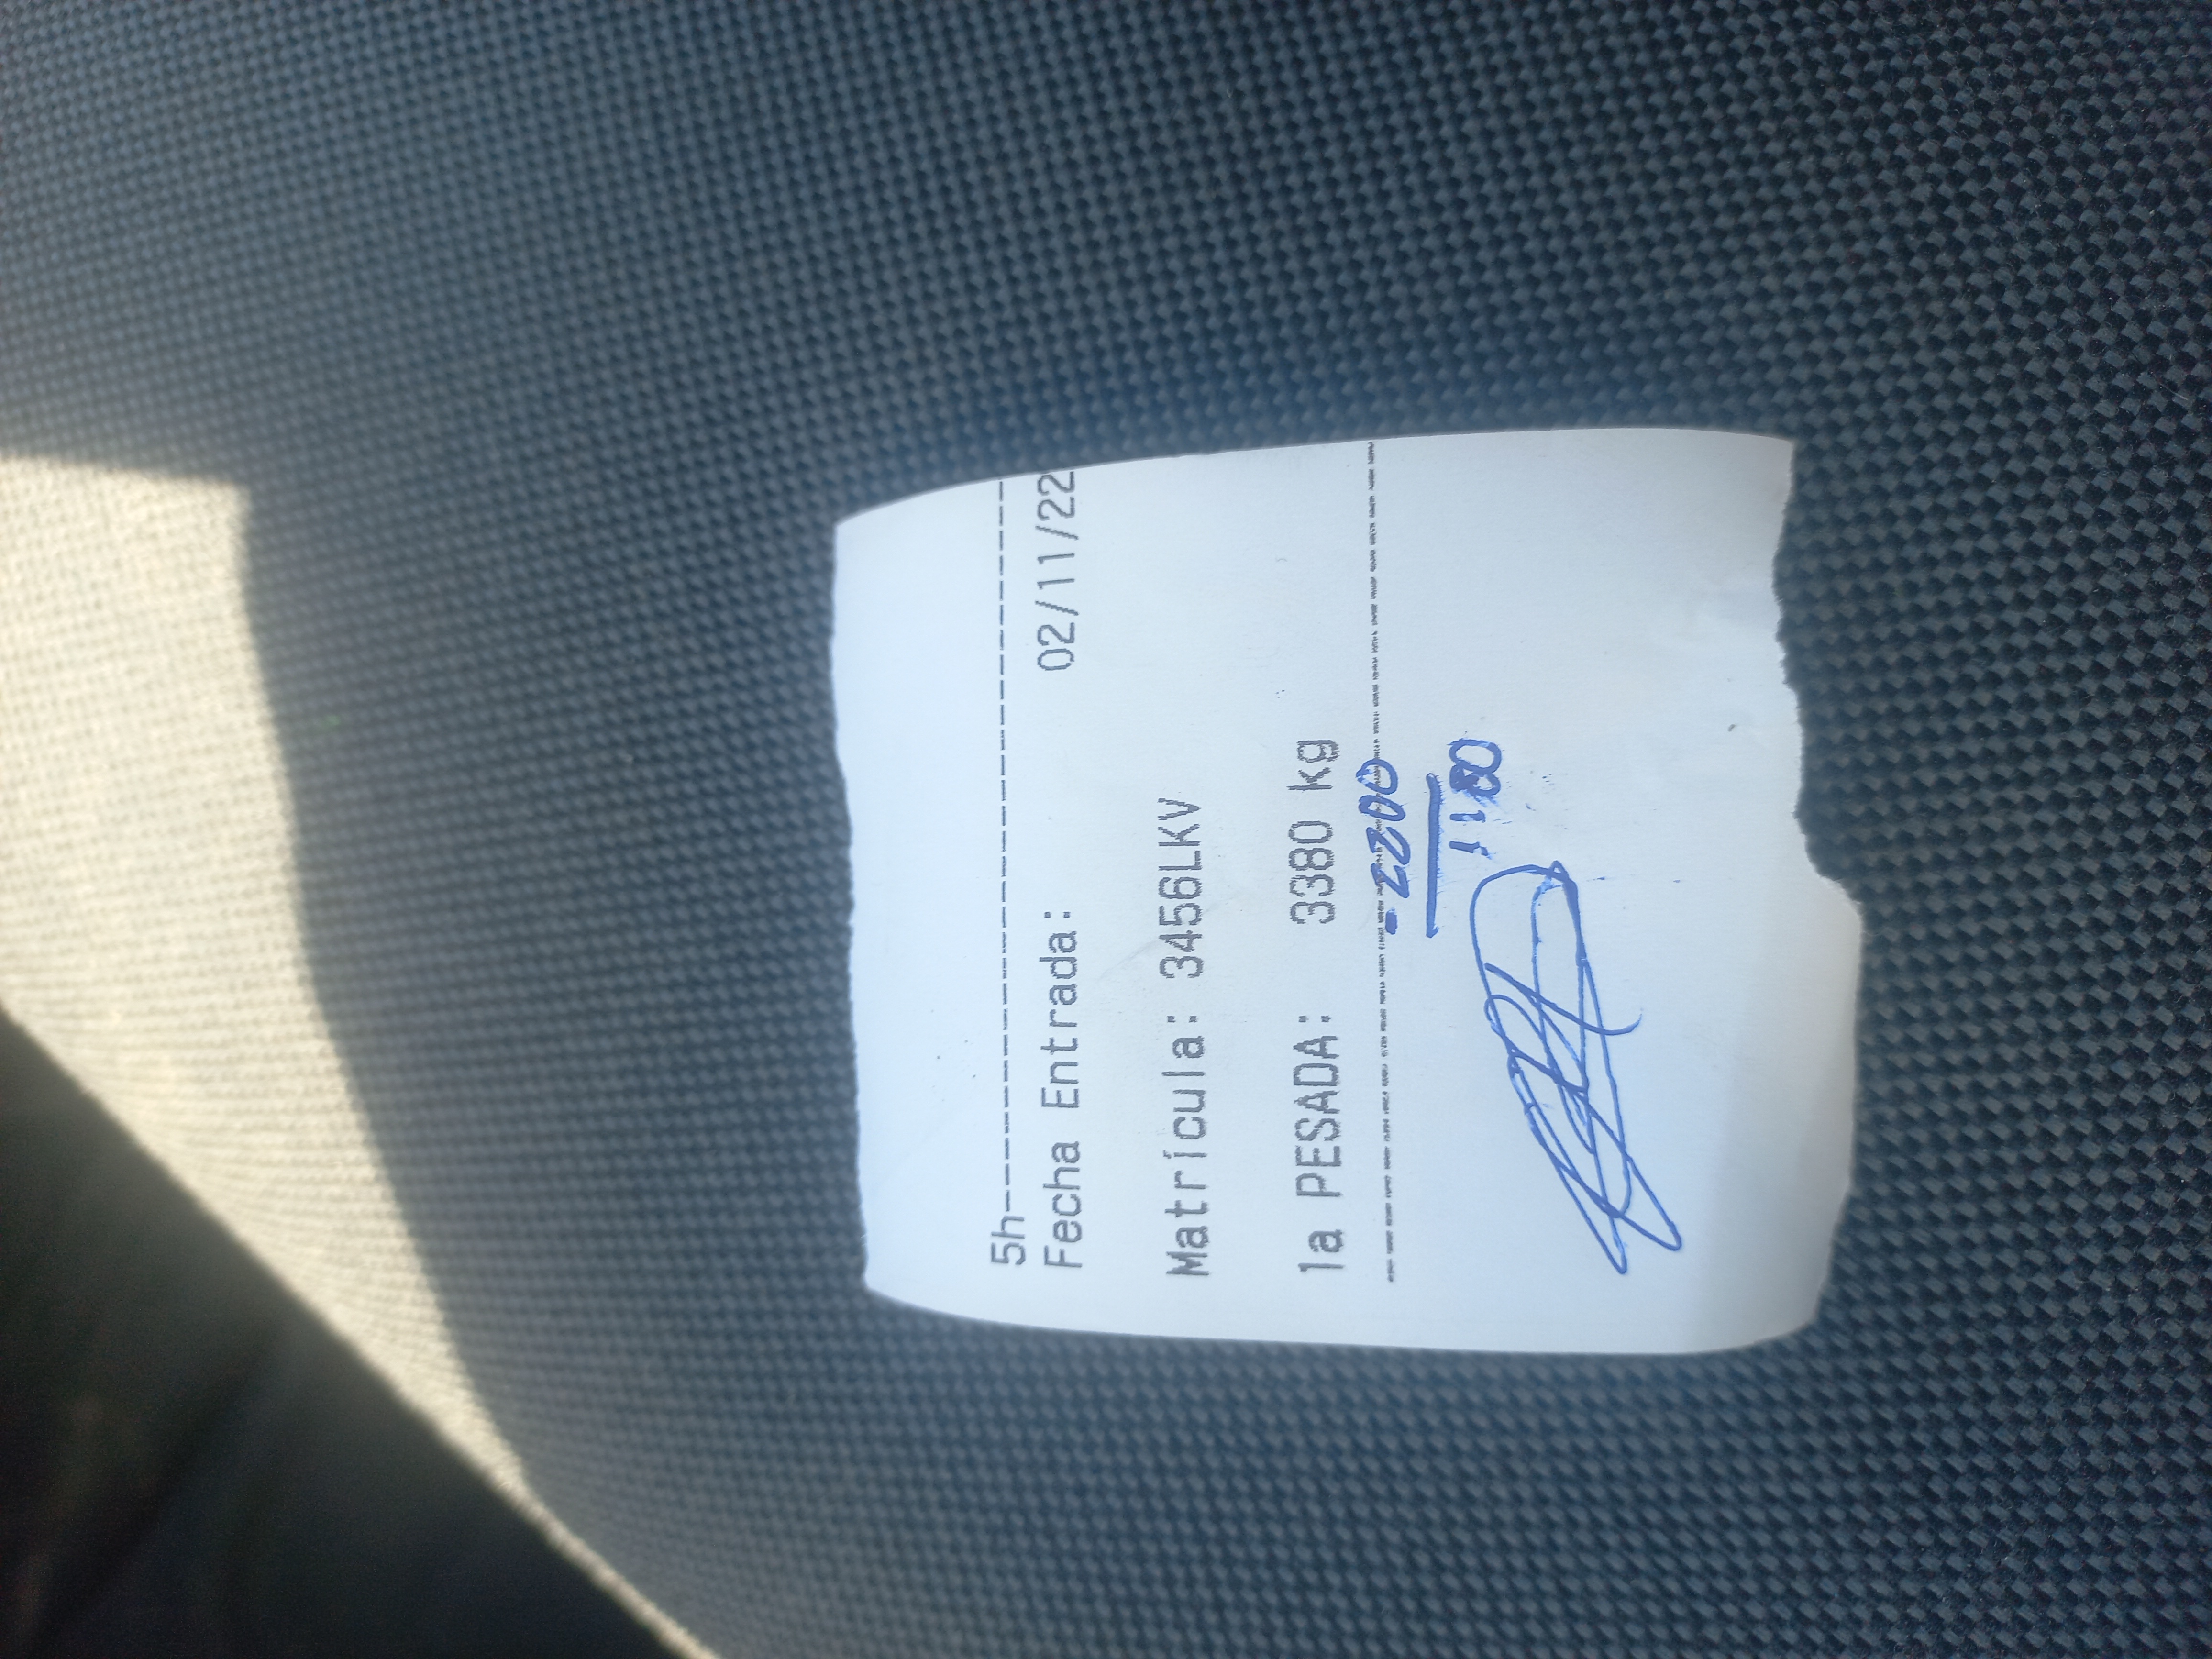 5h-----------------------------
Fecha Entrada: 02/11/22
Matrícula: 3456LKV
1a PESADA: 3380 kg
- 2200
1180